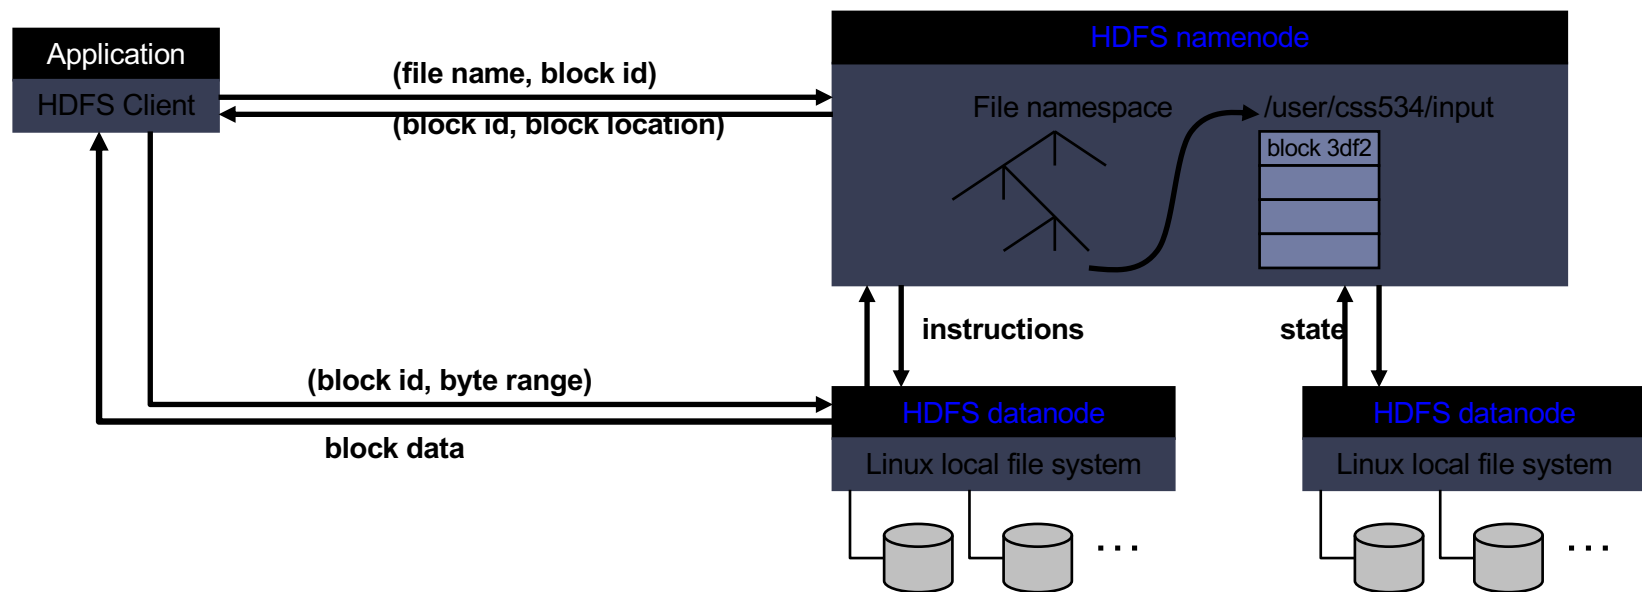 Application
HDFS Client
(file name, block id)
(block id, block location)
HDFS namenode
File namespace
/user/css534/input
block 3df2
instructions
state
(block id, byte range)
block data
HDFS datanode
Linux local file system
...
HDFS datanode
Linux local file system
...